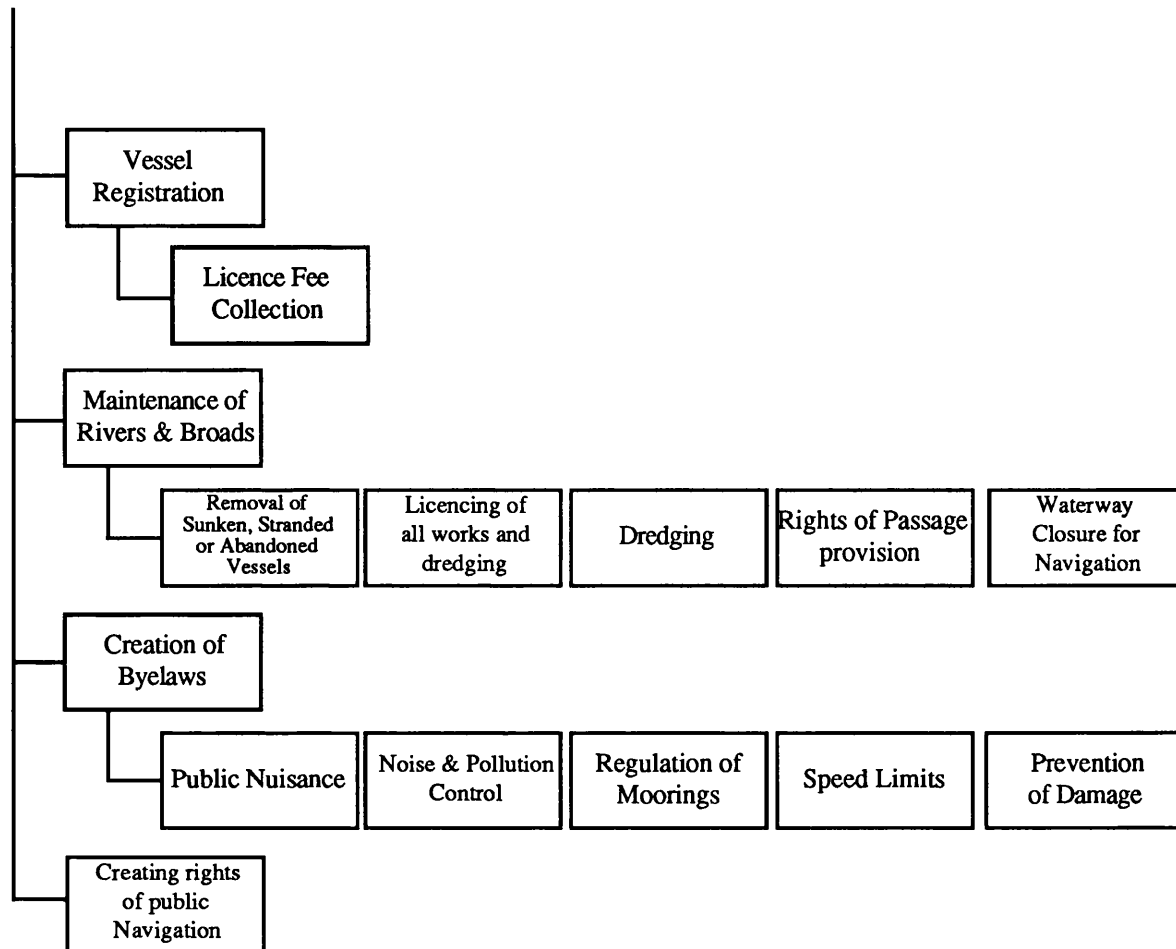 Vessel
Registration
Licence Fee
Collection
Maintenance of
Rivers & Broads
Removal of
Sunken, Stranded
or Abandoned
Vessels
Licencing of
all works and
dredging
Dredging
Rights of Passage
provision
Waterway
Closure for
Navigation
Creation of
Byelaws
Public Nuisance
Noise & Pollution
Control
Regulation of
Moorings
Speed Limits
Prevention
of Damage
Creating rights
of public
Navigation